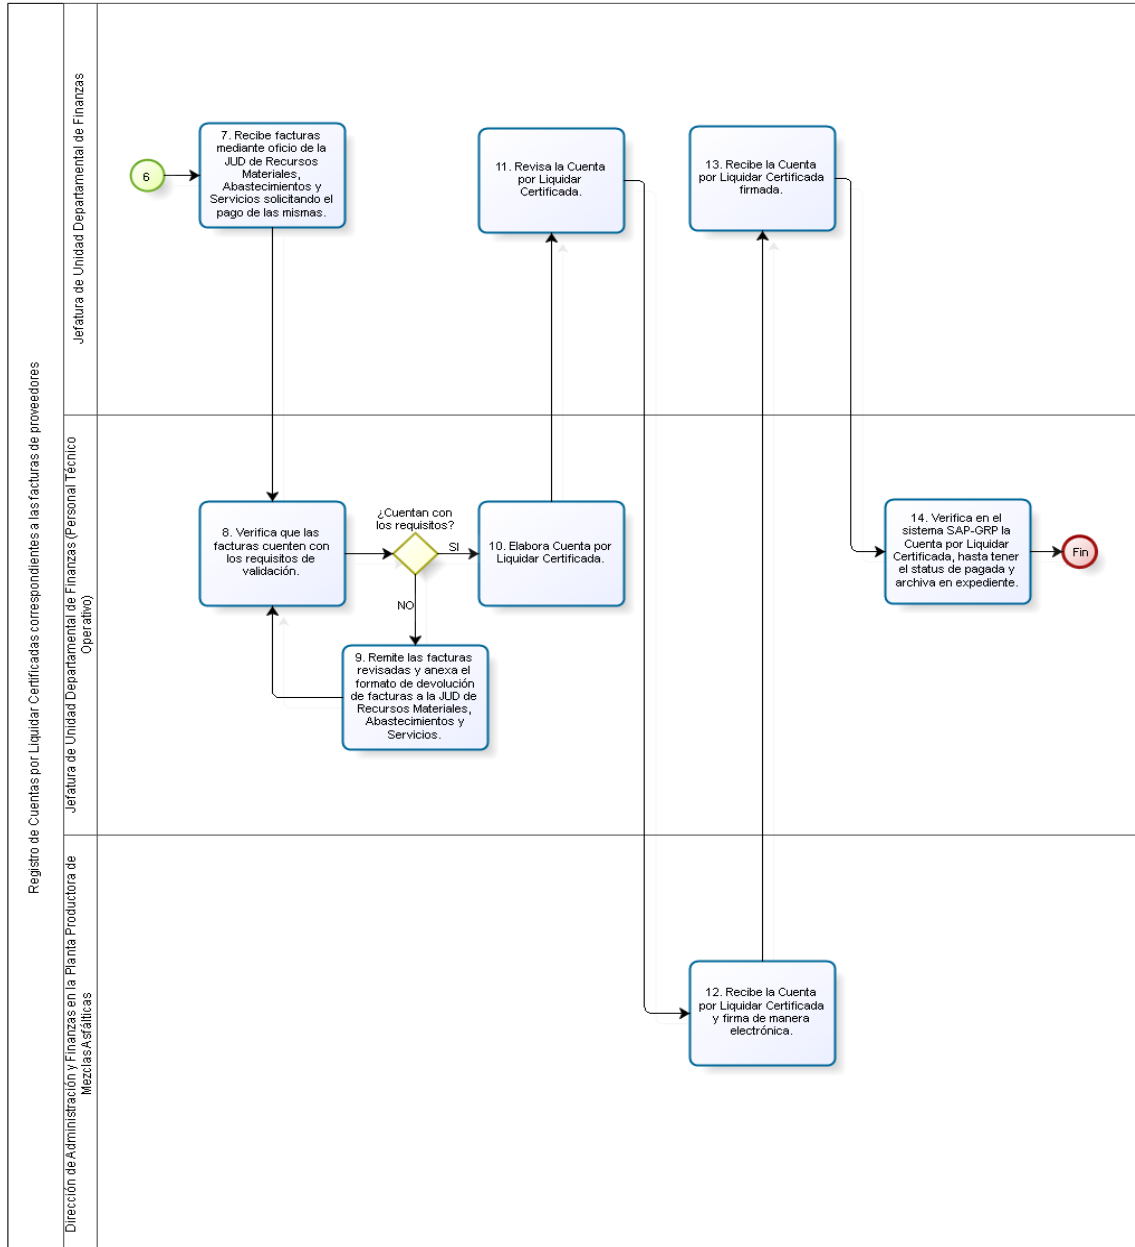 Registro de Cuentas por Liquidar Certificadas correspondientes a las facturas de proveedores
Jefatura de Unidad Departamental de Finanzas
6
7. Recibe facturas
mediante oficio de la
JUD de Recursos
Materiales,
Abastecimientos y
Servicios solicitando el
pago de las mismas.
11. Revisa la Cuenta
por Liquidar
Certificada.
13. Recibe la Cuenta
por Liquidar Certificada
firmada.
Jefatura de Unidad Departamental de Finanzas (Personal Técnico
Operativo)
8. Verifica que las
facturas cuenten con
los requisitos de
validación.
¿Cuentan con
los requisitos?
SI
NO
10. Elabora Cuenta por
Liquidar Certificada.
9. Remite las facturas
revisadas y anexa el
formato de devolución
de facturas a la JUD de
Recursos Materiales,
Abastecimientos y
Servicios.
14. Verifica en el
sistema SAP-GRP la
Cuenta por Liquidar
Certificada, hasta tener
el status de pagada y
archiva en expediente.
Fin
Dirección de Administración y Finanzas en la Planta Productora de
Mezclas Asfálticas
12. Recibe la Cuenta
por Liquidar Certificada
y firma de manera
electrónica.